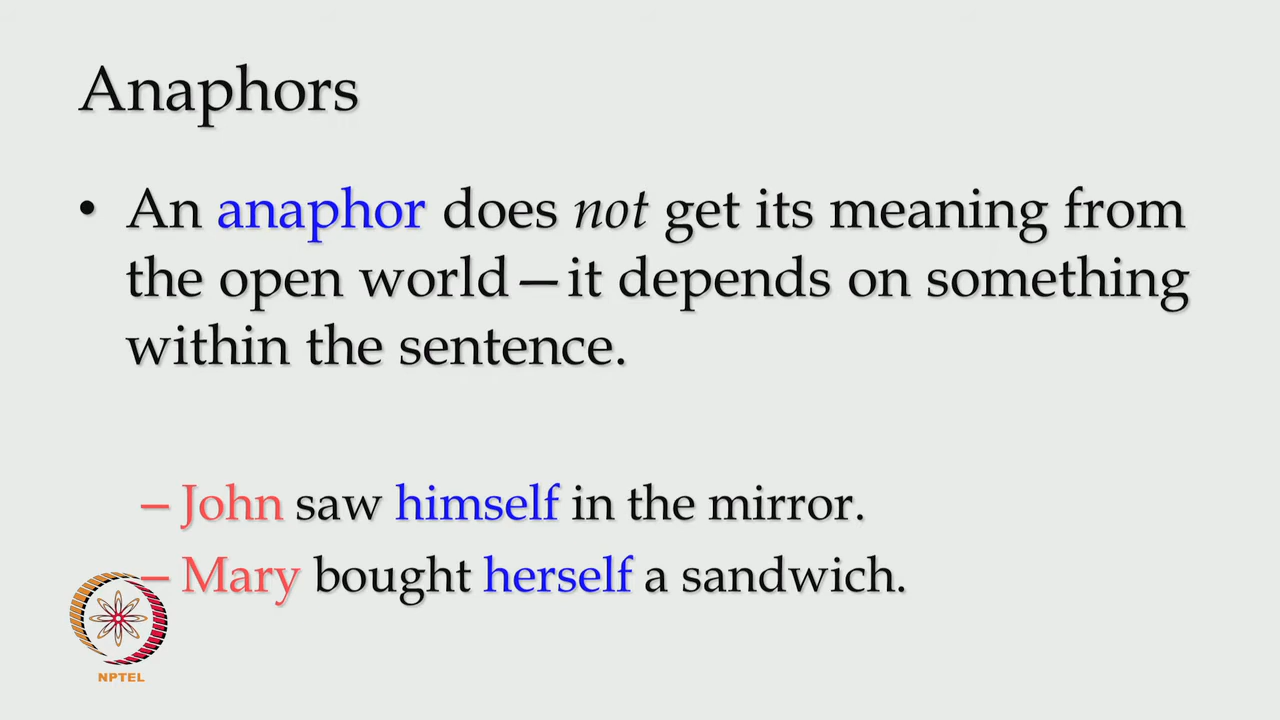 Anaphors
• An anaphor does not get its meaning from
the open world—it depends on something
within the sentence.
– John saw himself in the mirror.
– Mary bought herself a sandwich.
NPTEL